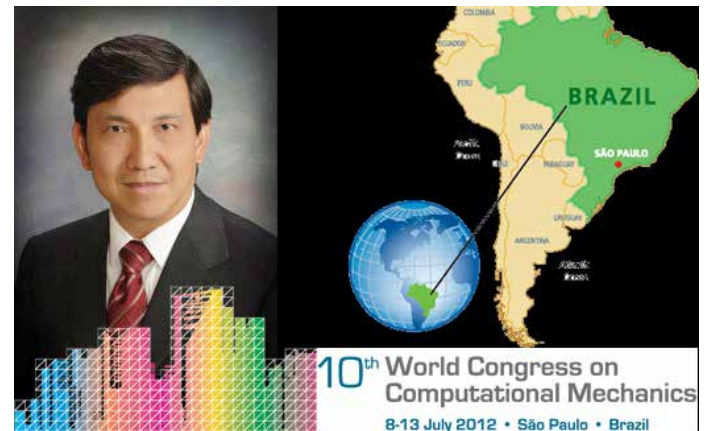 COLOMBIA
ECUADOR
PERU
BRAZIL
BOLIVIA
SÃO PAULO
PARAGUAY
URUGUAY
ARGENTINA
10th World Congress on
Computational Mechanics
8-13 July 2012 • São Paulo • Brazil